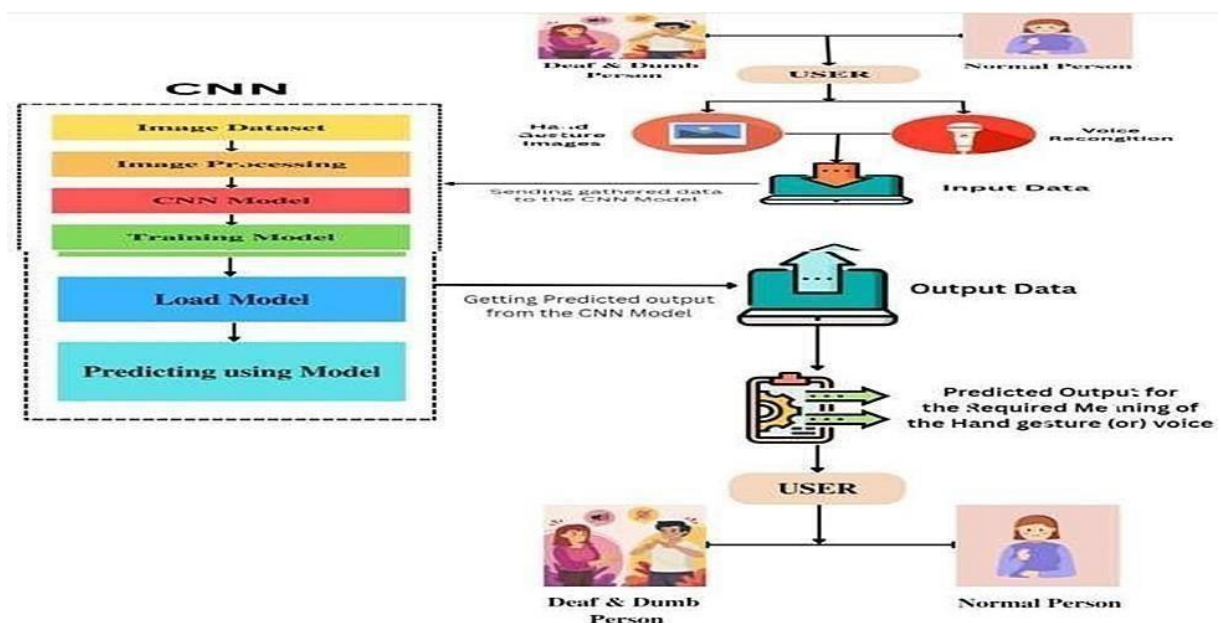 Deaf & Dumb
Person
USER
Normal Person
CNN
Image Dataset
Image Processing
CNN Model
Training Model
Load Model
Predicting using Model
Hand
Gusture
Images
Voice
Recongition
Input Data
Sending gathered data
to the CNN Model
Getting Predicted output
from the CNN Model
Output Data
Predicted Output for
the Required Meaning of
the Hand gesture (or) voice
USER
Deaf & Dumb
Person
Normal Person